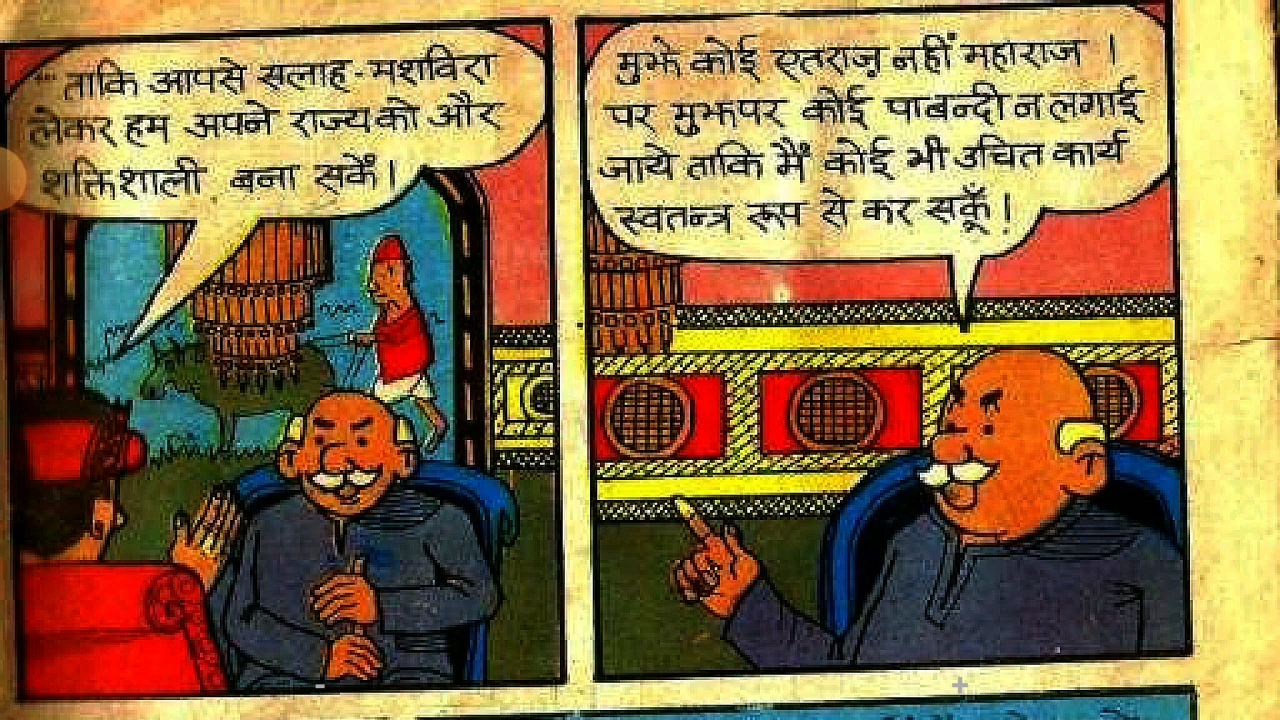 ... ताकि आपसे सलाह-मशविरा
लेकर हम अपने राज्य को और
शक्तिशाली बना सकें।
मुझे कोई एतराज़ नहीं महाराज ।
पर मुझपर कोई पाबन्दी न लगाई
जाये ताकि मैं कोई भी उचित कार्य
स्वतन्त्र रूप से कर सकूँ!